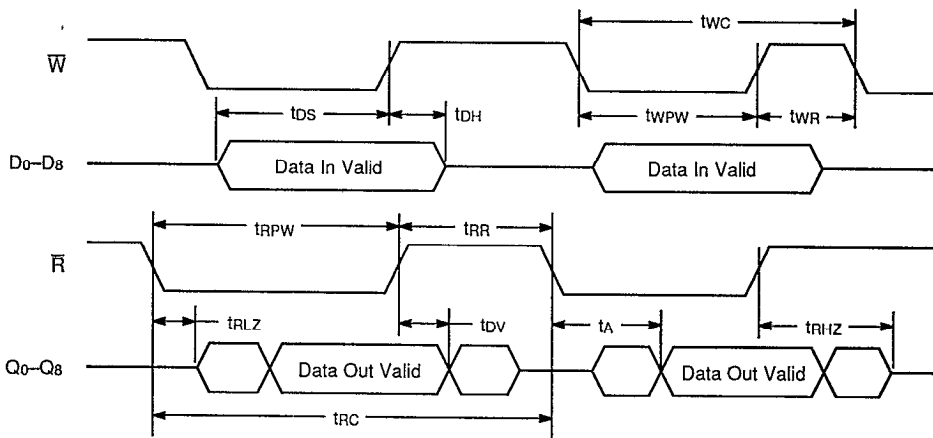 tWC
W
tDS
tDH
tWPW
tWR
D0–D8
Data In Valid
Data In Valid
tRPW
tRR
R
tRLZ
tDV
tA
tRHZ
Q0–Q8
Data Out Valid
Data Out Valid
tRC